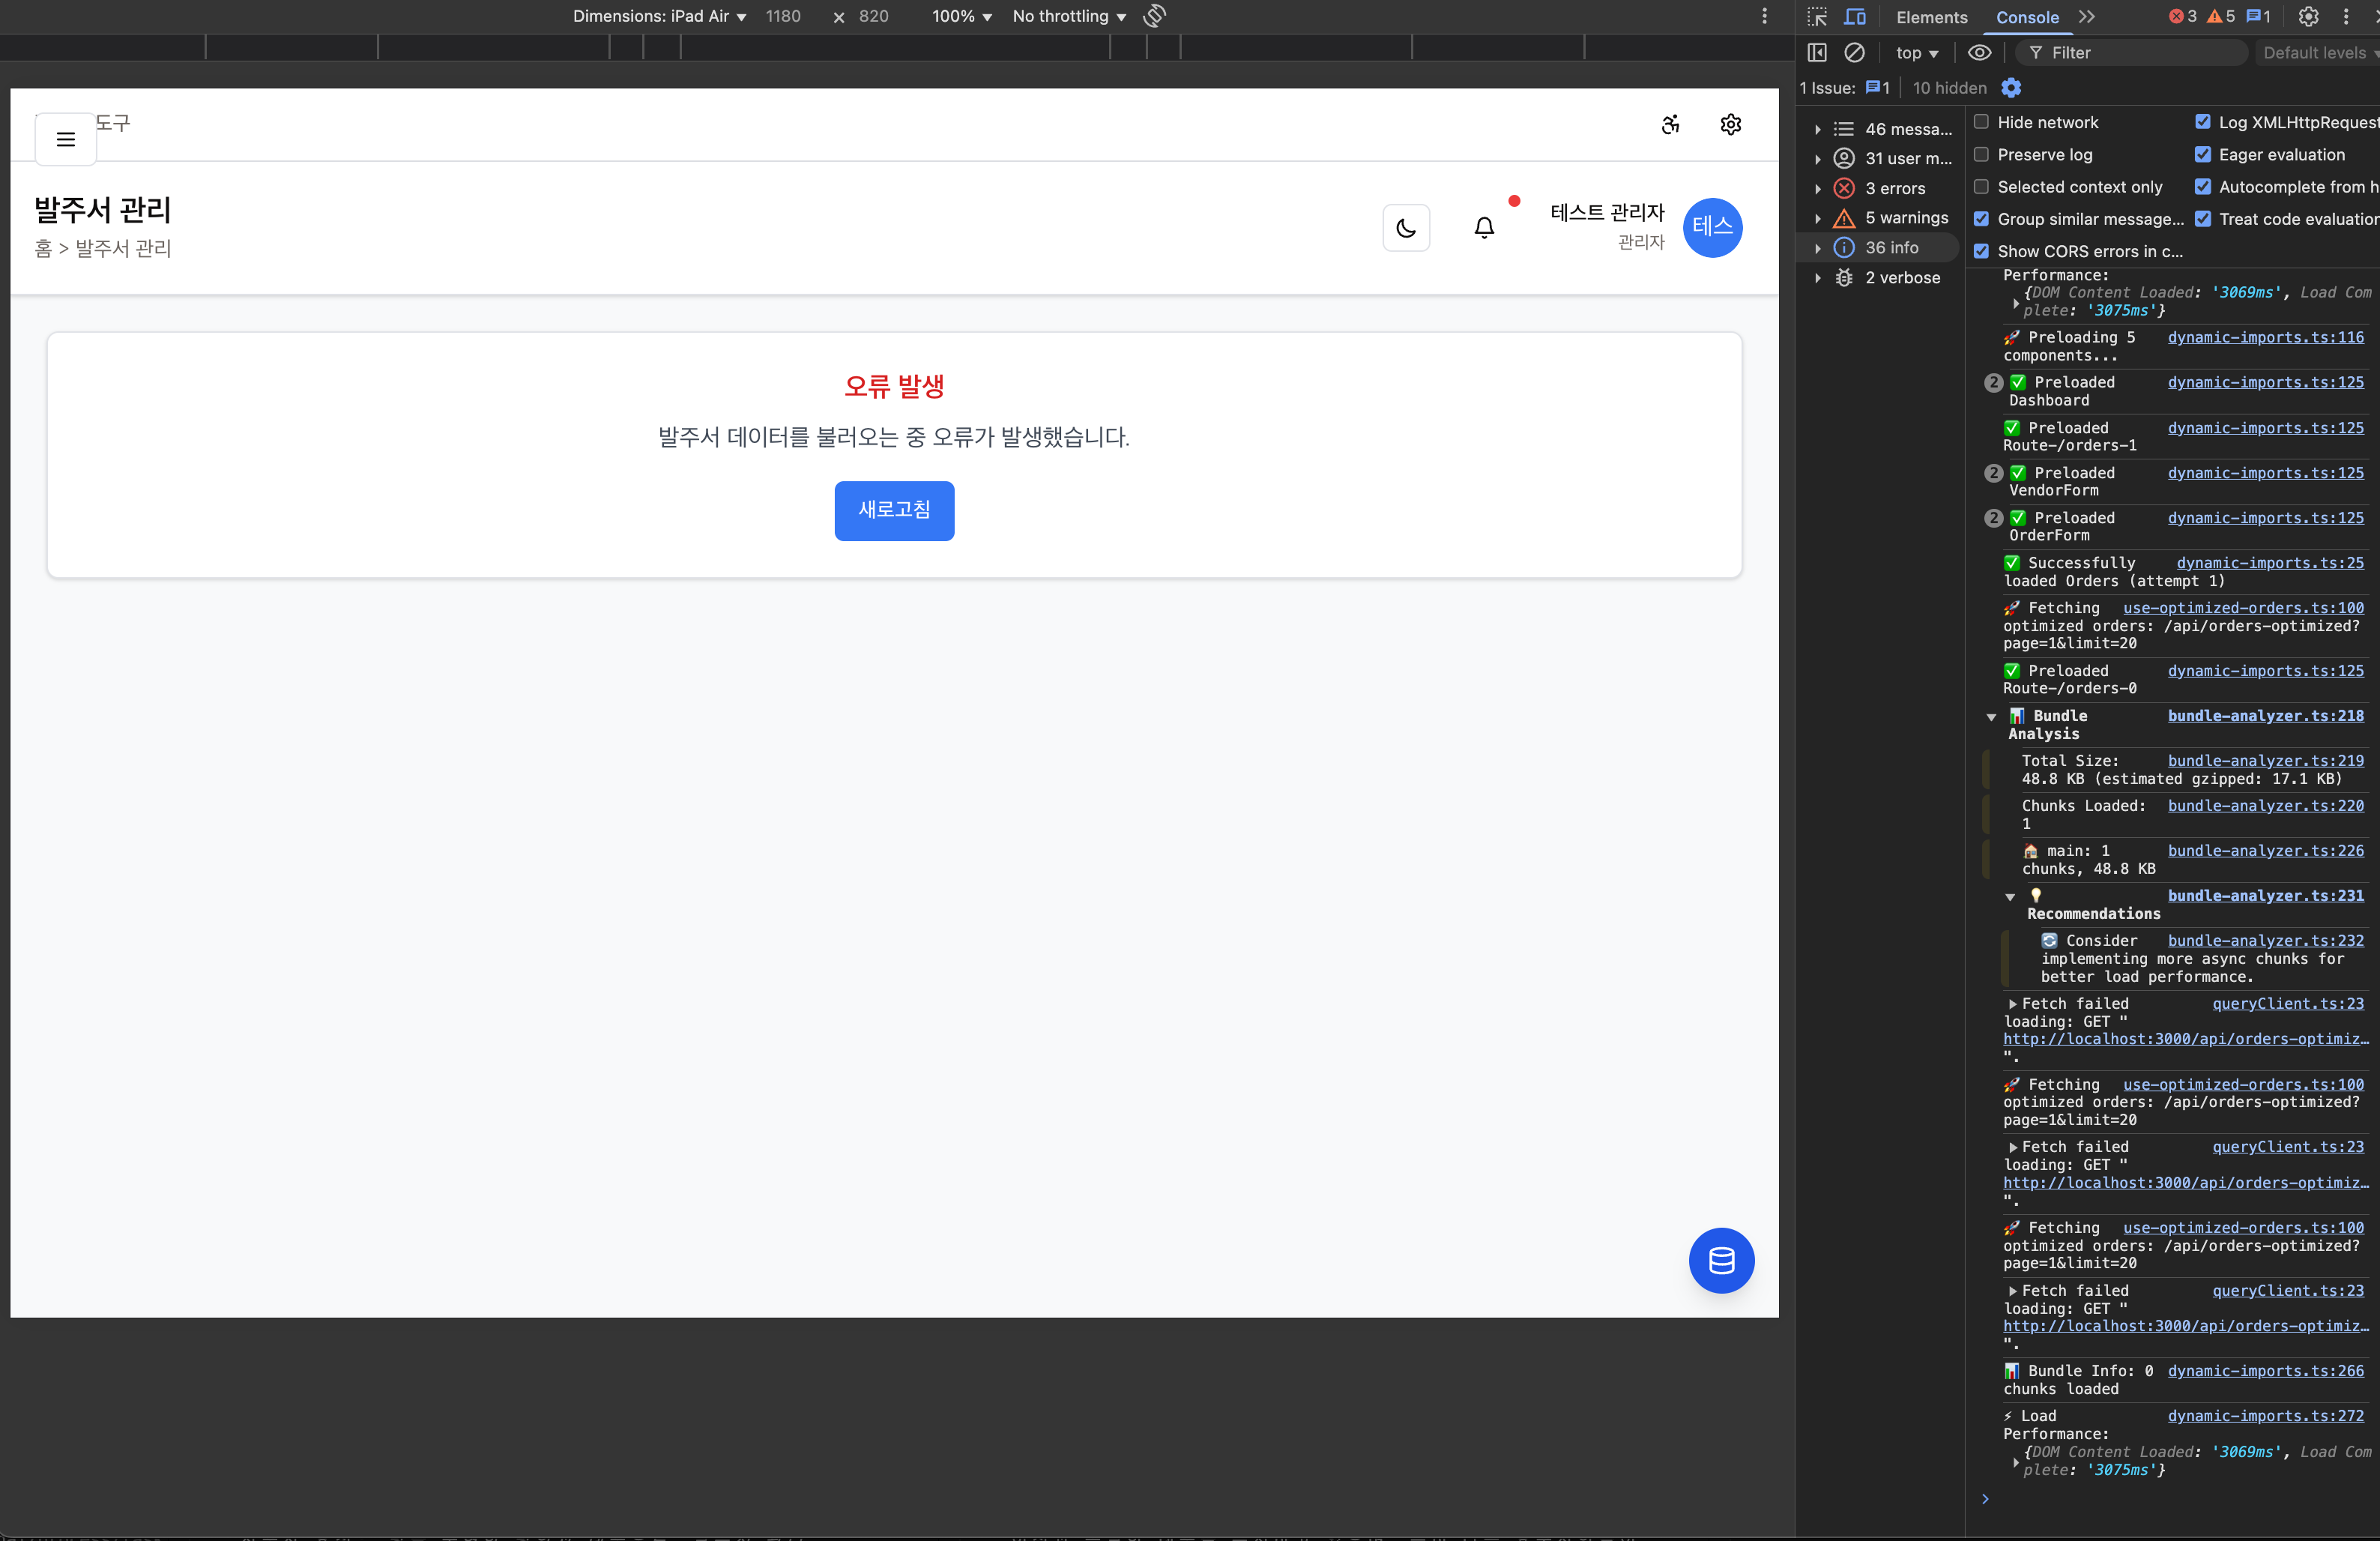 Dimensions: iPad Air 1180 × 820 100% No throttling
도구
발주서 관리
홈 > 발주서 관리
테스트 관리자
관리자
테스
오류 발생
발주서 데이터를 불러오는 중 오류가 발생했습니다.
새로고침
Elements Console 3 5 1
top Filter Default levels
1 Issue: 1 10 hidden
46 messa...
31 user m...
3 errors
5 warnings
36 info
2 verbose
Hide network Log XMLHttpRequest
Preserve log Eager evaluation
Selected context only Autocomplete from h
Group similar message... Treat code evaluation
Show CORS errors in c...
Performance:
{DOM Content Loaded: '3069ms', Load Com
plete: '3075ms'}
🚀 Preloading 5 dynamic-imports.ts:116
components...
2 ✅ Preloaded dynamic-imports.ts:125
Dashboard
✅ Preloaded dynamic-imports.ts:125
Route-/orders-1
2 ✅ Preloaded dynamic-imports.ts:125
VendorForm
2 ✅ Preloaded dynamic-imports.ts:125
OrderForm
✅ Successfully dynamic-imports.ts:25
loaded Orders (attempt 1)
🚀 Fetching use-optimized-orders.ts:100
optimized orders: /api/orders-optimized?
page=1&limit=20
✅ Preloaded dynamic-imports.ts:125
Route-/orders-0
📊 Bundle bundle-analyzer.ts:218
Analysis
Total Size: bundle-analyzer.ts:219
48.8 KB (estimated gzipped: 17.1 KB)
Chunks Loaded: bundle-analyzer.ts:220
1
🏠 main: 1 bundle-analyzer.ts:226
chunks, 48.8 KB
💡 bundle-analyzer.ts:231
Recommendations
🔄 Consider bundle-analyzer.ts:232
implementing more async chunks for
better load performance.
Fetch failed queryClient.ts:23
loading: GET "
http://localhost:3000/api/orders-optimiz…
".
🚀 Fetching use-optimized-orders.ts:100
optimized orders: /api/orders-optimized?
page=1&limit=20
Fetch failed queryClient.ts:23
loading: GET "
http://localhost:3000/api/orders-optimiz…
".
🚀 Fetching use-optimized-orders.ts:100
optimized orders: /api/orders-optimized?
page=1&limit=20
Fetch failed queryClient.ts:23
loading: GET "
http://localhost:3000/api/orders-optimiz…
".
📊 Bundle Info: 0 dynamic-imports.ts:266
chunks loaded
⚡ Load dynamic-imports.ts:272
Performance:
{DOM Content Loaded: '3069ms', Load Com
plete: '3075ms'}